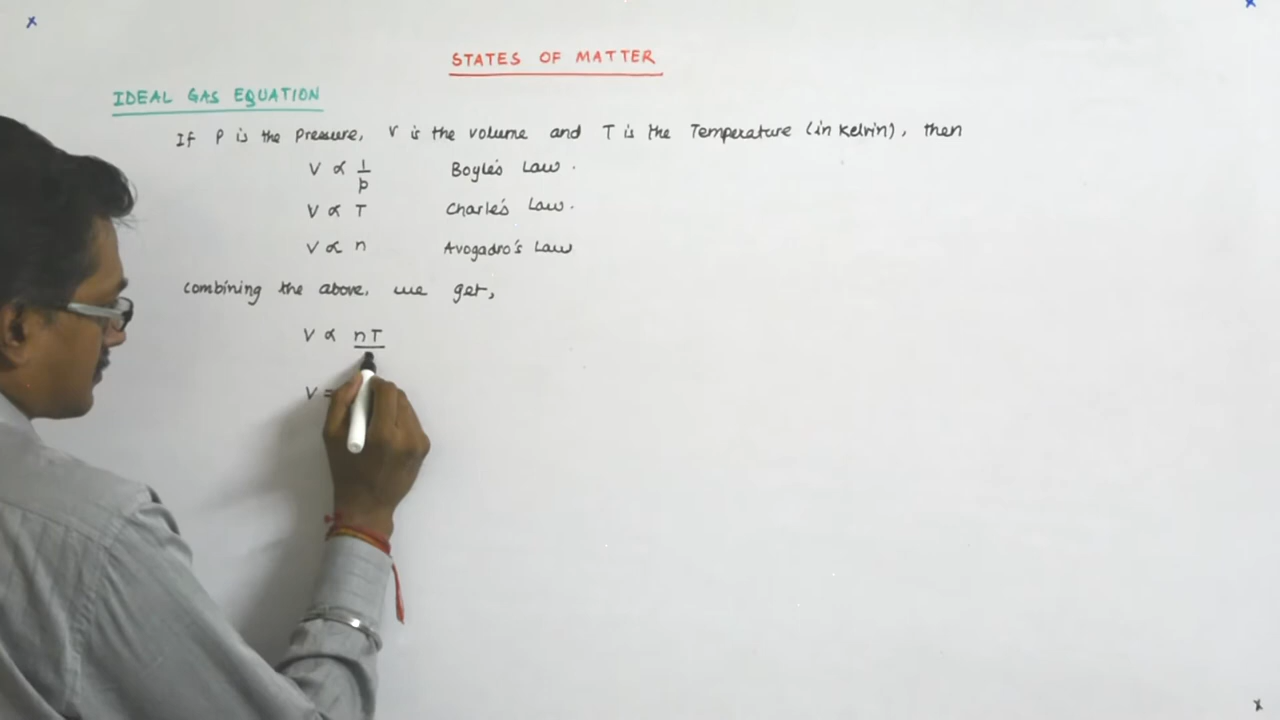 STATES OF MATTER
IDEAL GAS EQUATION
If P is the Pressure, V is the volume and T is the Temperature (in Kelvin), then
V ∝ 1/P Boyle's Law.
V ∝ T Charle's Law.
V ∝ n Avogadro's Law
combining the above, we get,
V ∝ nT
V =